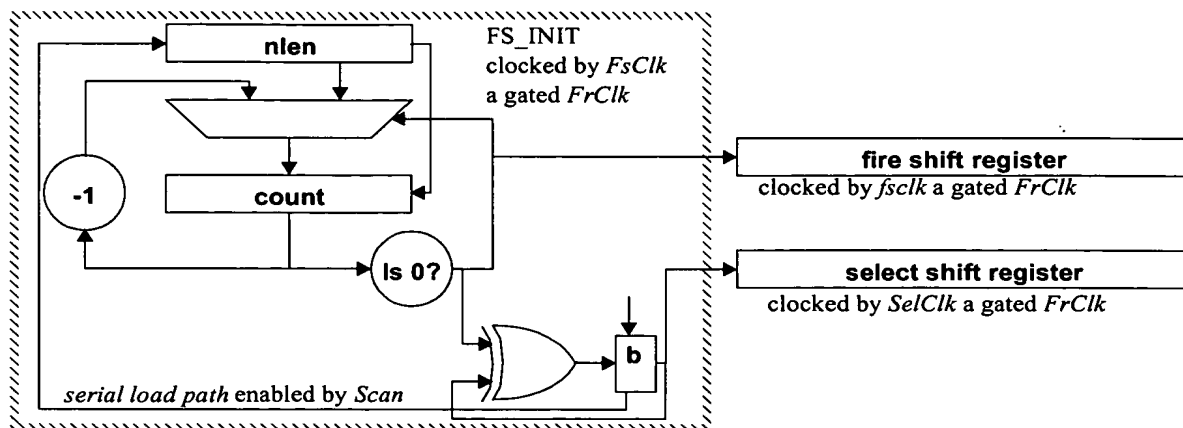 nlen
FS_INIT
clocked by FsClk
a gated FrClk
fire shift register
clocked by fsclk a gated FrClk
-1
count
Is 0?
select shift register
clocked by SelClk a gated FrClk
b
serial load path enabled by Scan